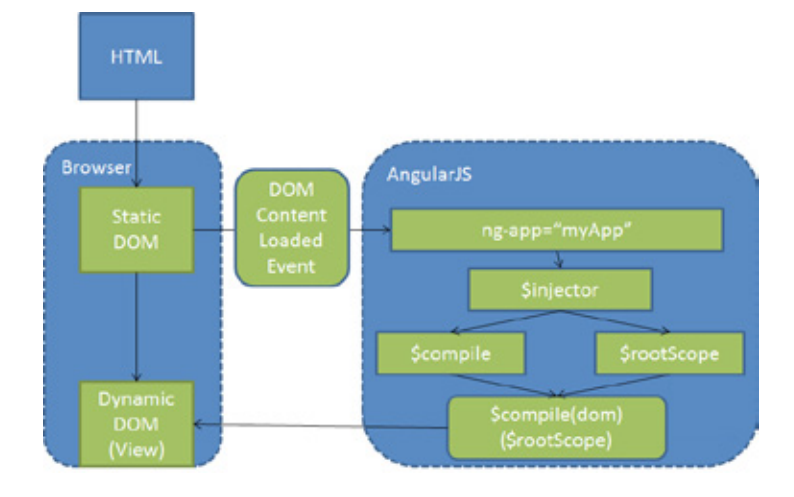 HTML
Browser
Static
DOM
DOM
Content
Loaded
Event
Dynamic
DOM
(View)
AngularJS
ng-app=“myApp”
$injector
$compile
$rootScope
$compile(dom)
($rootScope)